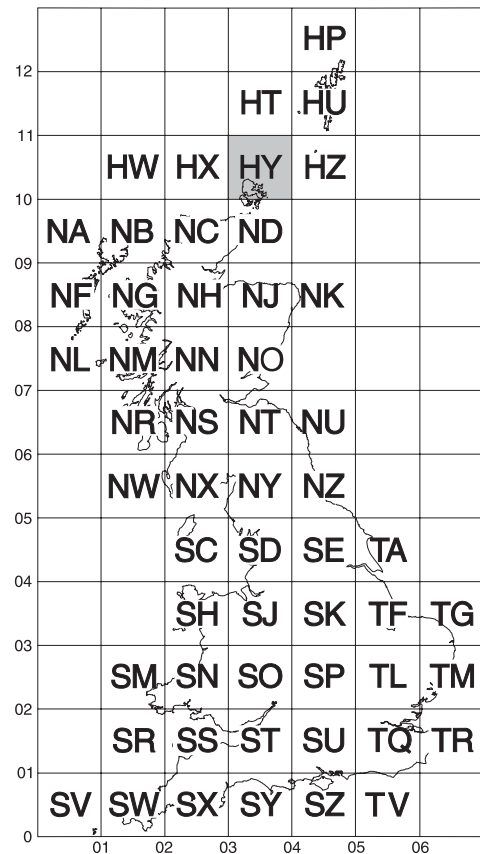 HP
12
HT HU
11
HW HX HY HZ
10
NA NB NC ND
09
NF NG NH NJ NK
08
NL NM NN NO
07
NR NS NT NU
06
NW NX NY NZ
05
SC SD SE TA
04
SH SJ SK TF TG
03
SM SN SO SP TL TM
02
SR SS ST SU TQ TR
01
SV SW SX SY SZ TV
0
01 02 03 04 05 06